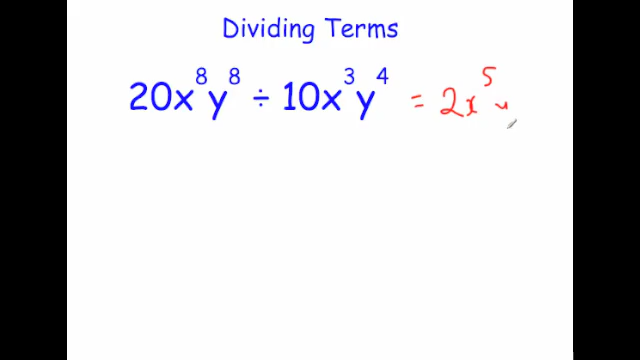 Dividing Terms
20x⁸y⁸ ÷ 10x³y⁴ = 2x⁵